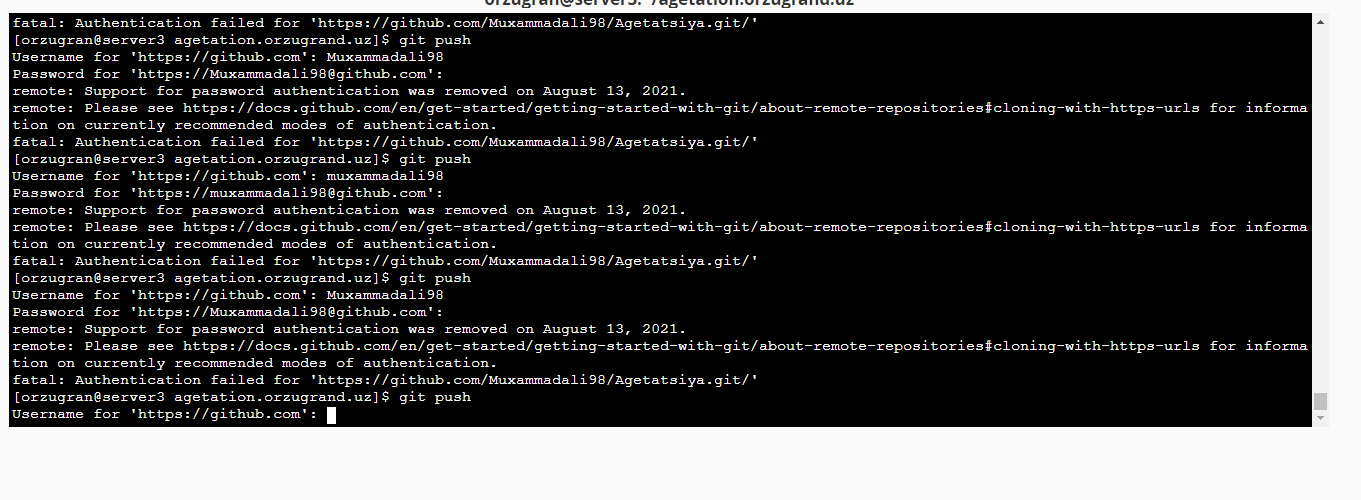 orzugran@server3: ~/agetation.orzugrand.uz
fatal: Authentication failed for 'https://github.com/Muxammadali98/Agetatsiya.git/'
[orzugran@server3 agetation.orzugrand.uz]$ git push
Username for 'https://github.com': Muxammadali98
Password for 'https://Muxammadali98@github.com':
remote: Support for password authentication was removed on August 13, 2021.
remote: Please see https://docs.github.com/en/get-started/getting-started-with-git/about-remote-repositories#cloning-with-https-urls for informa
tion on currently recommended modes of authentication.
fatal: Authentication failed for 'https://github.com/Muxammadali98/Agetatsiya.git/'
[orzugran@server3 agetation.orzugrand.uz]$ git push
Username for 'https://github.com': muxammadali98
Password for 'https://muxammadali98@github.com':
remote: Support for password authentication was removed on August 13, 2021.
remote: Please see https://docs.github.com/en/get-started/getting-started-with-git/about-remote-repositories#cloning-with-https-urls for informa
tion on currently recommended modes of authentication.
fatal: Authentication failed for 'https://github.com/Muxammadali98/Agetatsiya.git/'
[orzugran@server3 agetation.orzugrand.uz]$ git push
Username for 'https://github.com': Muxammadali98
Password for 'https://Muxammadali98@github.com':
remote: Support for password authentication was removed on August 13, 2021.
remote: Please see https://docs.github.com/en/get-started/getting-started-with-git/about-remote-repositories#cloning-with-https-urls for informa
tion on currently recommended modes of authentication.
fatal: Authentication failed for 'https://github.com/Muxammadali98/Agetatsiya.git/'
[orzugran@server3 agetation.orzugrand.uz]$ git push
Username for 'https://github.com':